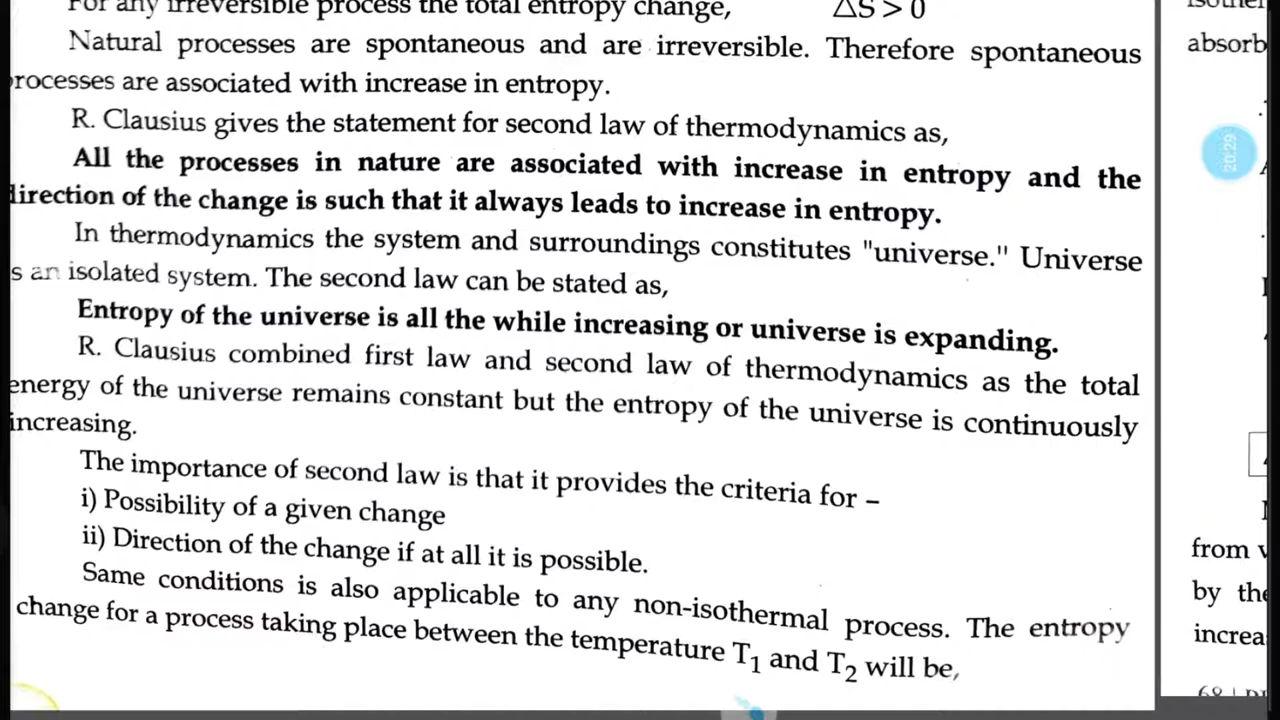 For any irreversible process the total entropy change, △S > 0
Natural processes are spontaneous and are irreversible. Therefore spontaneous
rocesses are associated with increase in entropy.
R. Clausius gives the statement for second law of thermodynamics as,
All the processes in nature are associated with increase in entropy and the
direction of the change is such that it always leads to increase in entropy.
In thermodynamics the system and surroundings constitutes "universe." Universe
s an isolated system. The second law can be stated as,
Entropy of the universe is all the while increasing or universe is expanding.
R. Clausius combined first law and second law of thermodynamics as the total
energy of the universe remains constant but the entropy of the universe is continuously
increasing.
The importance of second law is that it provides the criteria for –
i) Possibility of a given change
ii) Direction of the change if at all it is possible.
Same conditions is also applicable to any non-isothermal process. The entropy
change for a process taking place between the temperature T₁ and T₂ will be,
absorb
20:29
from v
by the
increa